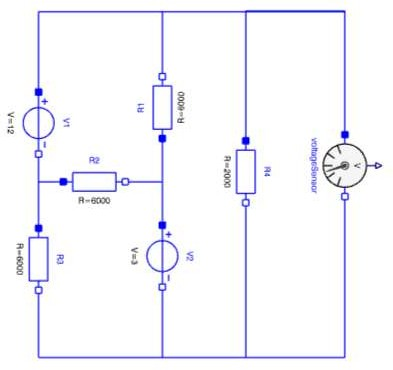 V1
+
−
V=12
R1
R=6000
R2
R=6000
R4
R=2000
voltageSensor
V
R3
R=6000
V2
+
−
V=3